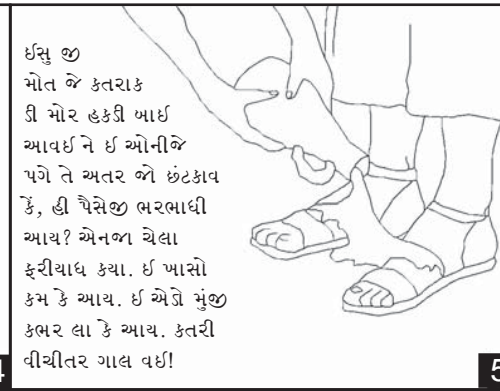 ઈસુ જી
મોત જે કતરાક
ડી મોર હકડી બાઈ
આવઈ ને ઈ ઓનીજે
પગે તે અતર જો છંટકાવ
કેં, હી પૈસેજી ભરભાધી
આય? એનજા ચેલા
ફરીયાધ કયા. ઈ ખાસો
કમ કે આય. ઈ એડો મુંજી
કભર લા કે આય. કતરી
વીચીતર ગાલ વઈ!
4
5